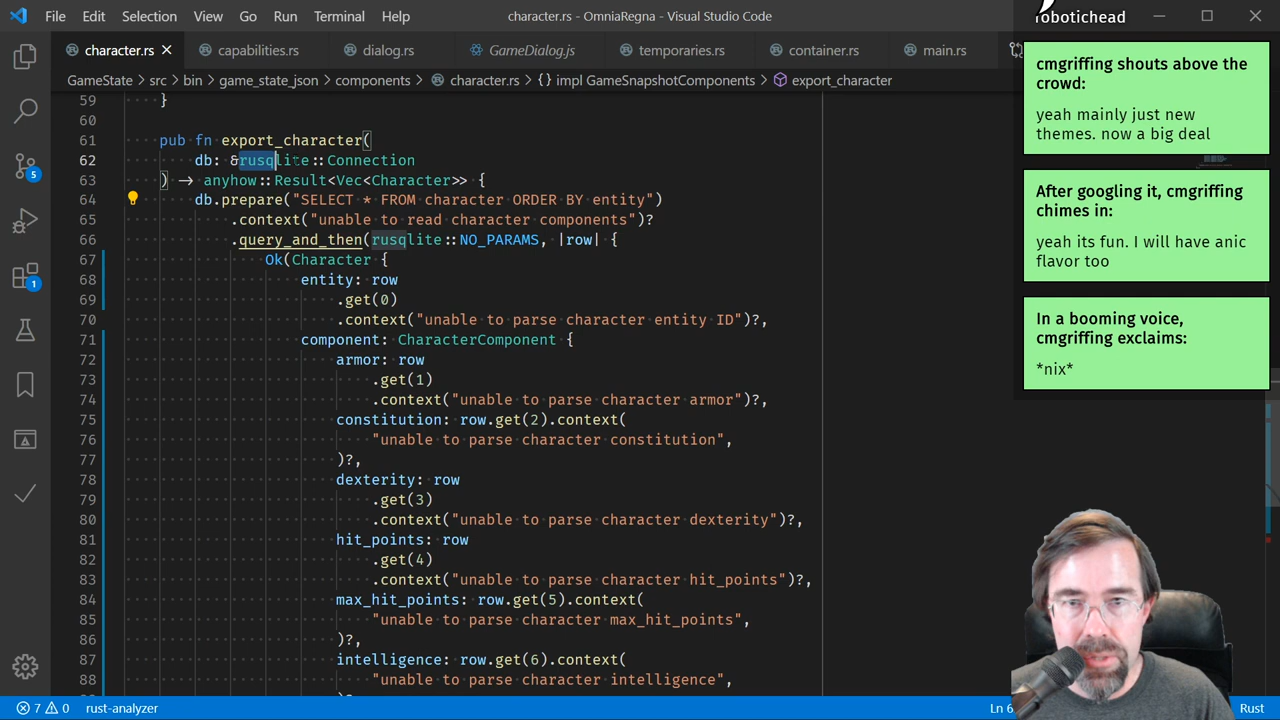 File Edit Selection View Go Run Terminal Help
character.rs - OmniaRegna - Visual Studio Code
robotichead
character.rs capabilities.rs dialog.rs GameDialog.js temporaries.rs container.rs main.rs
GameState > src > bin > game_state_json > components > character.rs > {} impl GameSnapshotComponents > export_character
59 }
60
61 pub fn export_character(
62 db: &rusqlite::Connection
63 ) -> anyhow::Result<Vec<Character>> {
64 db.prepare("SELECT * FROM character ORDER BY entity")
65 .context("unable to read character components")?
66 .query_and_then(rusqlite::NO_PARAMS, |row| {
67 Ok(Character {
68 entity: row
69 .get(0)
70 .context("unable to parse character entity ID")?,
71 component: CharacterComponent {
72 armor: row
73 .get(1)
74 .context("unable to parse character armor")?,
75 constitution: row.get(2).context(
76 "unable to parse character constitution",
77 )?,
78 dexterity: row
79 .get(3)
80 .context("unable to parse character dexterity")?,
81 hit_points: row
82 .get(4)
83 .context("unable to parse character hit_points")?,
84 max_hit_points: row.get(5).context(
85 "unable to parse character max_hit_points",
86 )?,
87 intelligence: row.get(6).context(
88 "unable to parse character intelligence",
cmgriffing shouts above the
crowd:
yeah mainly just new
themes. now a big deal
After googling it, cmgriffing
chimes in:
yeah its fun. I will have anic
flavor too
In a booming voice,
cmgriffing exclaims:
*nix*
5
1
7 0 rust-analyzer
Rust